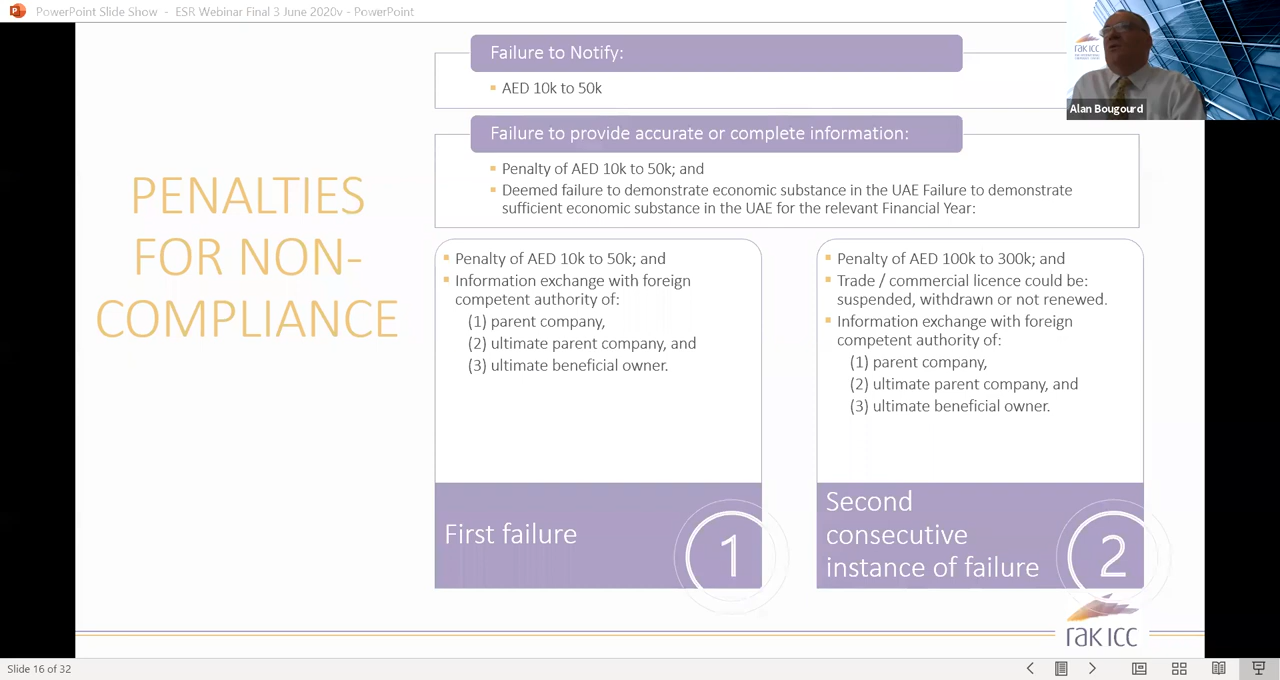 PowerPoint Slide Show - ESR Webinar Final 3 June 2020v - PowerPoint
rak icc
Alan Bougourd
PENALTIES
FOR NON-
COMPLIANCE
Failure to Notify:
▪ AED 10k to 50k
Failure to provide accurate or complete information:
▪ Penalty of AED 10k to 50k; and
▪ Deemed failure to demonstrate economic substance in the UAE Failure to demonstrate
sufficient economic substance in the UAE for the relevant Financial Year:
▪ Penalty of AED 10k to 50k; and
▪ Information exchange with foreign
competent authority of:
(1) parent company,
(2) ultimate parent company, and
(3) ultimate beneficial owner.
First failure
1
▪ Penalty of AED 100k to 300k; and
▪ Trade / commercial licence could be:
suspended, withdrawn or not renewed.
▪ Information exchange with foreign
competent authority of:
(1) parent company,
(2) ultimate parent company, and
(3) ultimate beneficial owner.
Second
consecutive
instance of failure
2
rak icc
Slide 16 of 32